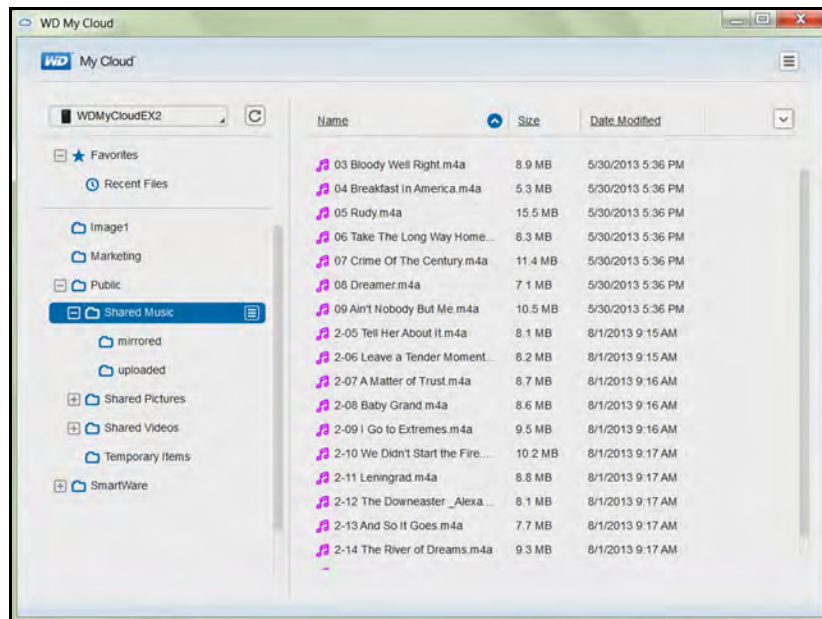 WD My Cloud
WD My Cloud
WDMyCloudEX2
Favorites
Recent Files
Image1
Marketing
Public
Shared Music
mirrored
uploaded
Shared Pictures
Shared Videos
Temporary Items
SmartWare
Name Size Date Modified
03 Bloody Well Right.m4a 8.9 MB 5/30/2013 5:36 PM
04 Breakfast in America.m4a 5.3 MB 5/30/2013 5:36 PM
05 Rudy.m4a 15.5 MB 5/30/2013 5:36 PM
06 Take The Long Way Home... 8.3 MB 5/30/2013 5:36 PM
07 Crime Of The Century.m4a 11.4 MB 5/30/2013 5:36 PM
08 Dreamer.m4a 7.1 MB 5/30/2013 5:36 PM
09 Ain't Nobody But Me.m4a 10.5 MB 5/30/2013 5:36 PM
2-05 Tell Her About It.m4a 8.1 MB 8/1/2013 9:15 AM
2-06 Leave a Tender Moment... 8.2 MB 8/1/2013 9:15 AM
2-07 A Matter of Trust.m4a 8.7 MB 8/1/2013 9:16 AM
2-08 Baby Grand.m4a 8.6 MB 8/1/2013 9:16 AM
2-09 I Go to Extremes.m4a 9.5 MB 8/1/2013 9:16 AM
2-10 We Didn't Start the Fire.... 10.2 MB 8/1/2013 9:17 AM
2-11 Leningrad.m4a 8.8 MB 8/1/2013 9:17 AM
2-12 The Downeaster _Alexa... 8.1 MB 8/1/2013 9:17 AM
2-13 And So It Goes.m4a 7.7 MB 8/1/2013 9:17 AM
2-14 The River of Dreams.m4a 9.3 MB 8/1/2013 9:17 AM